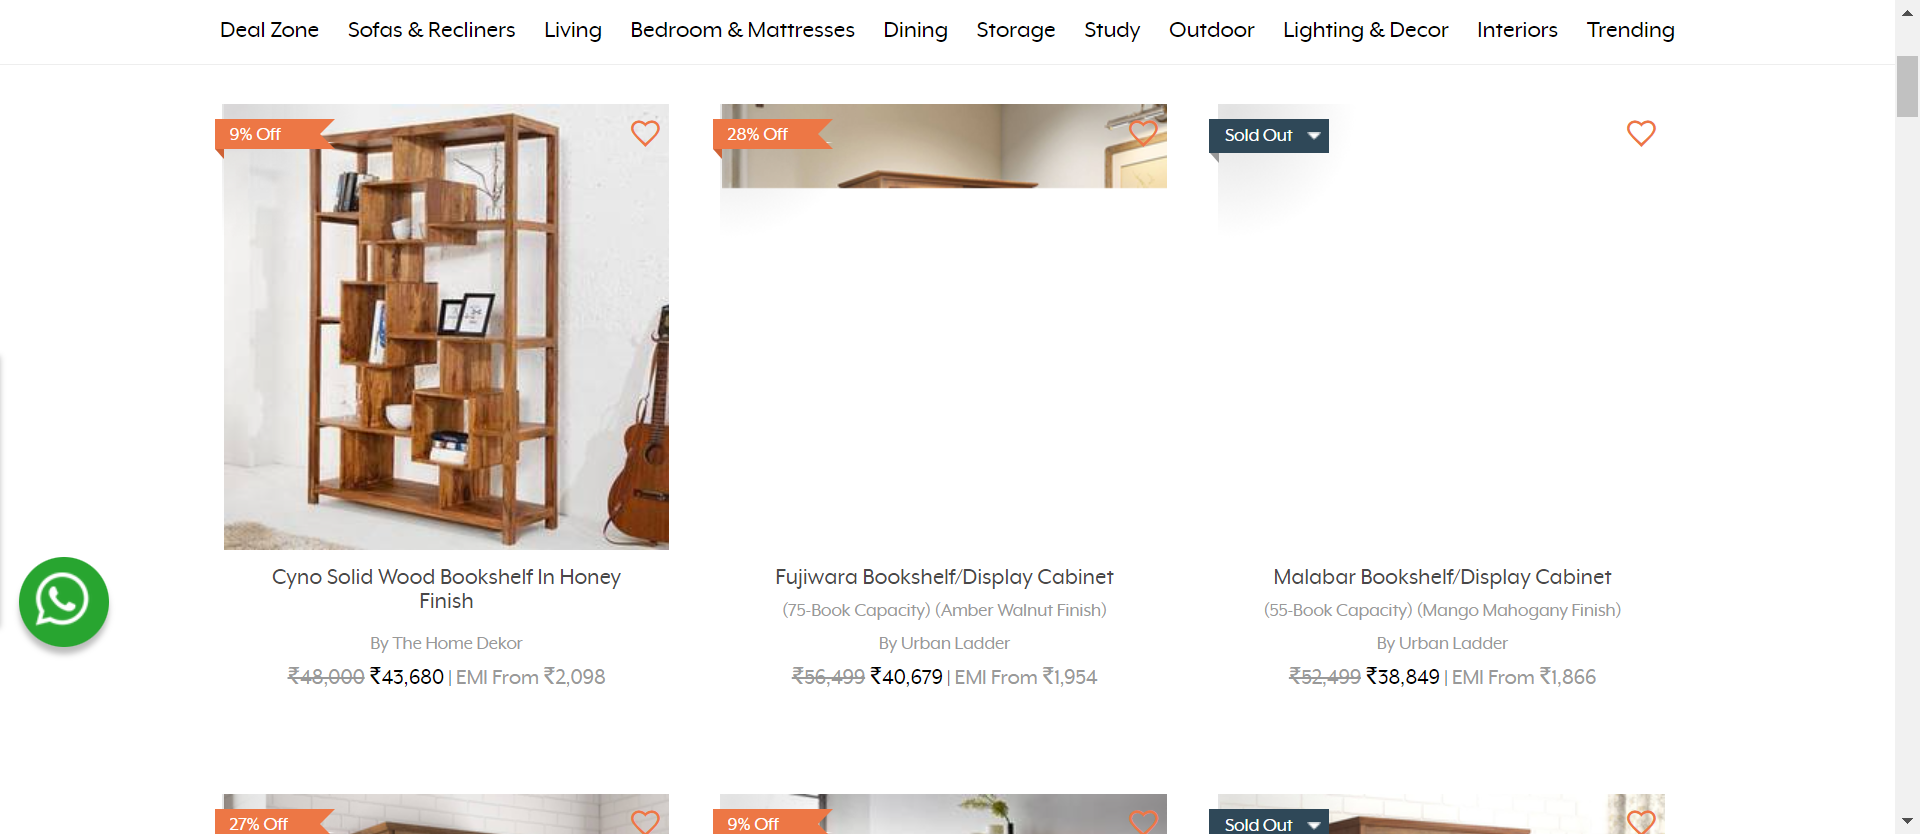 Deal Zone Sofas & Recliners Living Bedroom & Mattresses Dining Storage Study Outdoor Lighting & Decor Interiors Trending
9% Off
28% Off
Sold Out
Cyno Solid Wood Bookshelf In Honey
Finish
By The Home Dekor
₹48,000 ₹43,680 | EMI From ₹2,098
Fujiwara Bookshelf/Display Cabinet
(75-Book Capacity) (Amber Walnut Finish)
By Urban Ladder
₹56,499 ₹40,679 | EMI From ₹1,954
Malabar Bookshelf/Display Cabinet
(55-Book Capacity) (Mango Mahogany Finish)
By Urban Ladder
₹52,499 ₹38,849 | EMI From ₹1,866
27% Off
9% Off
Sold Out